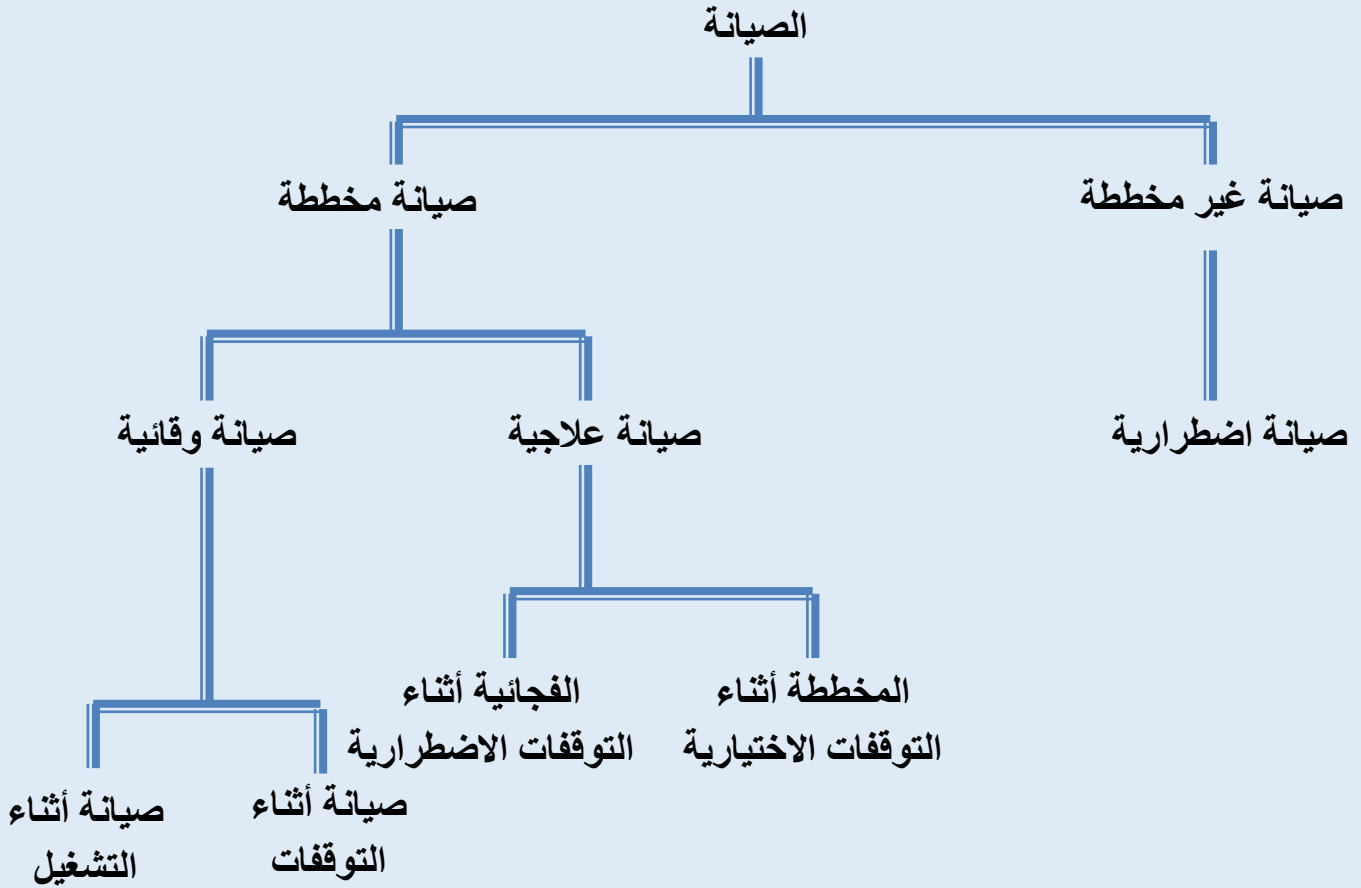 الصيانة
صيانة غير مخططة
صيانة مخططة
صيانة اضطرارية
صيانة علاجية
صيانة وقائية
المخططة أثناء
التوقفات الاختيارية
الفجائية أثناء
التوقفات الاضطرارية
صيانة أثناء
التوقفات
صيانة أثناء
التشغيل